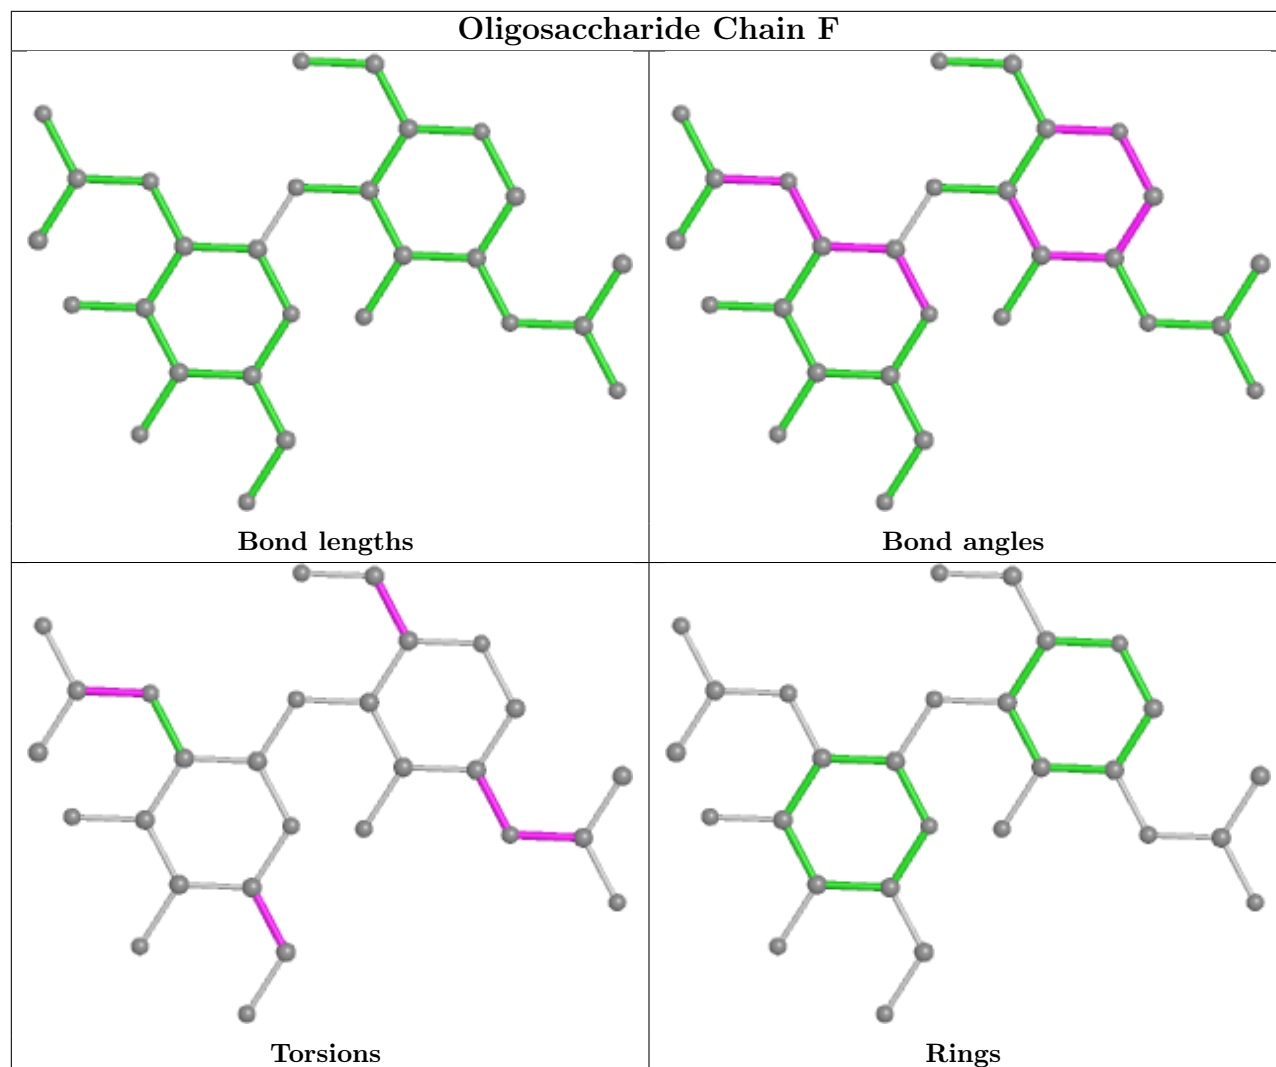 Oligosaccharide Chain F
Bond lengths
Bond angles
Torsions
Rings